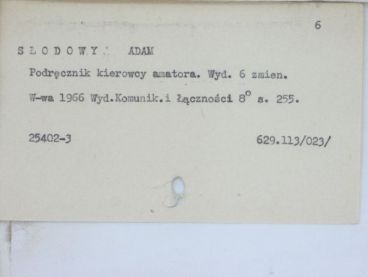 6
S Ł O D O W Y ADAM
Podręcznik kierowcy amatora. Wyd. 6 zmien.
W-wa 1966 Wyd.Komunik.i łączności 8° s. 255.
25402-3 629.113/023/